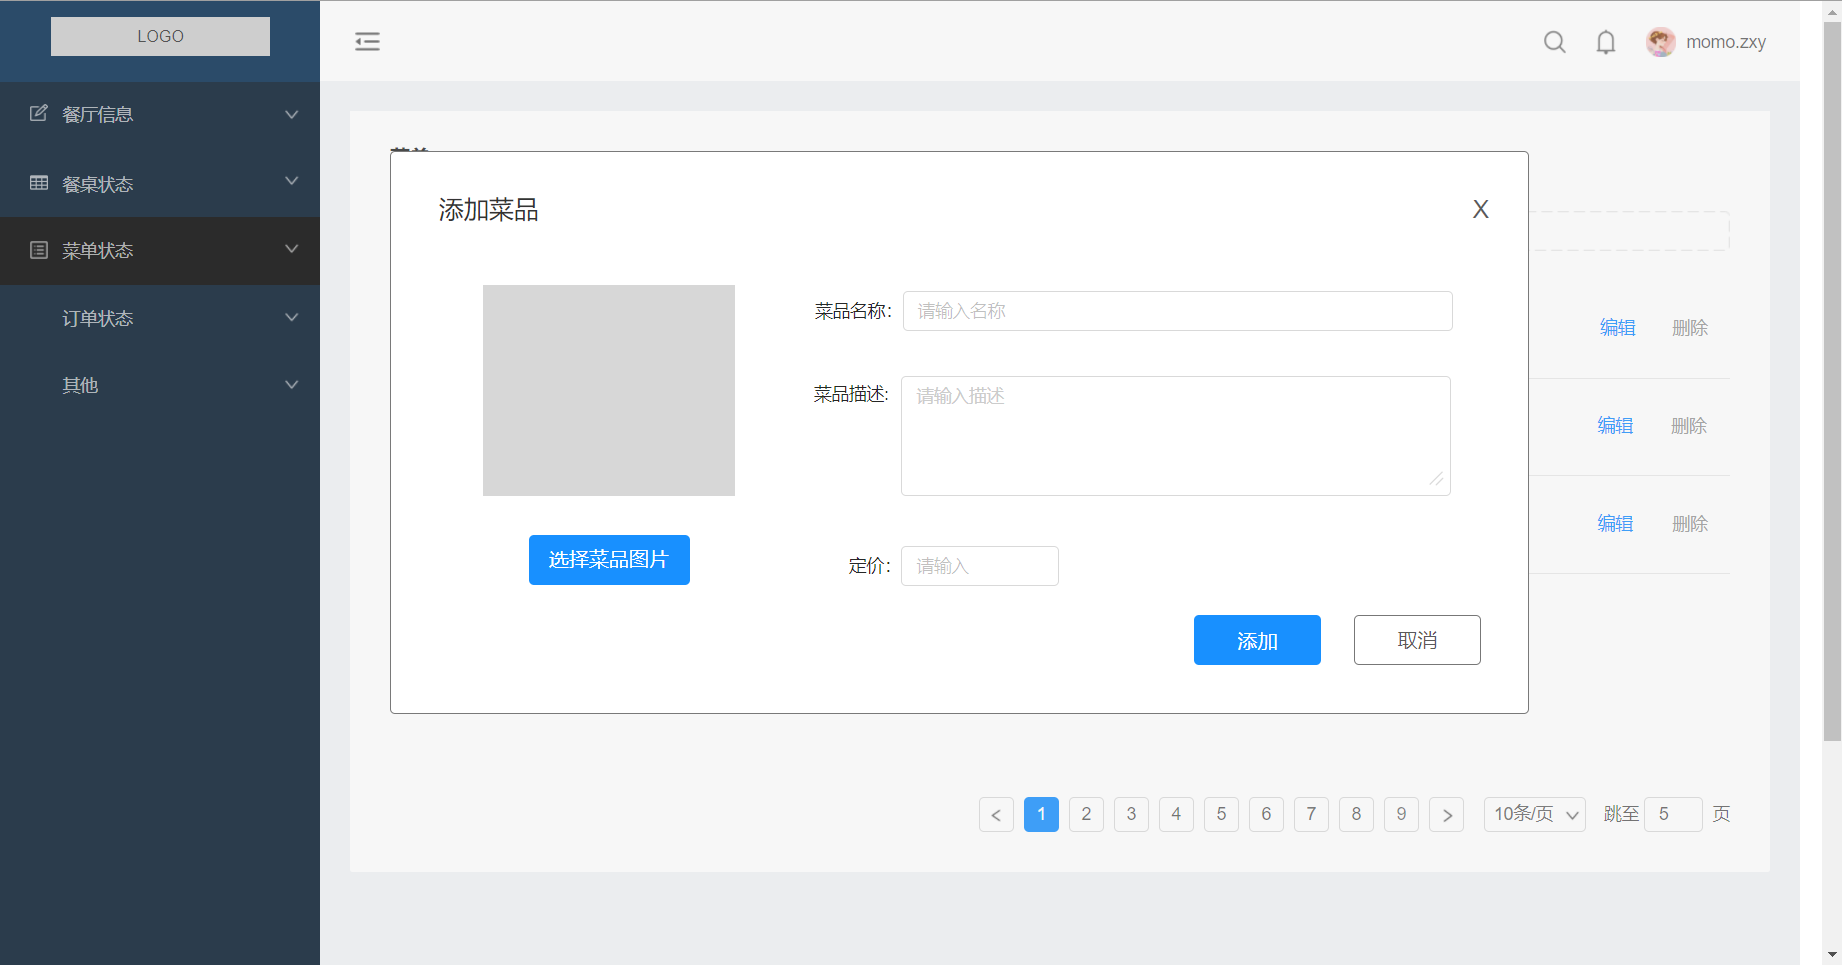 LOGO
momo.zxy
餐厅信息
餐桌状态
菜单状态
订单状态
其他
添加菜品
X
菜品名称：
请输入名称
菜品描述：
请输入描述
选择菜品图片
定价：
请输入
添加
取消
编辑 删除
编辑 删除
编辑 删除
< 1 2 3 4 5 6 7 8 9 > 10条/页 跳至 5 页